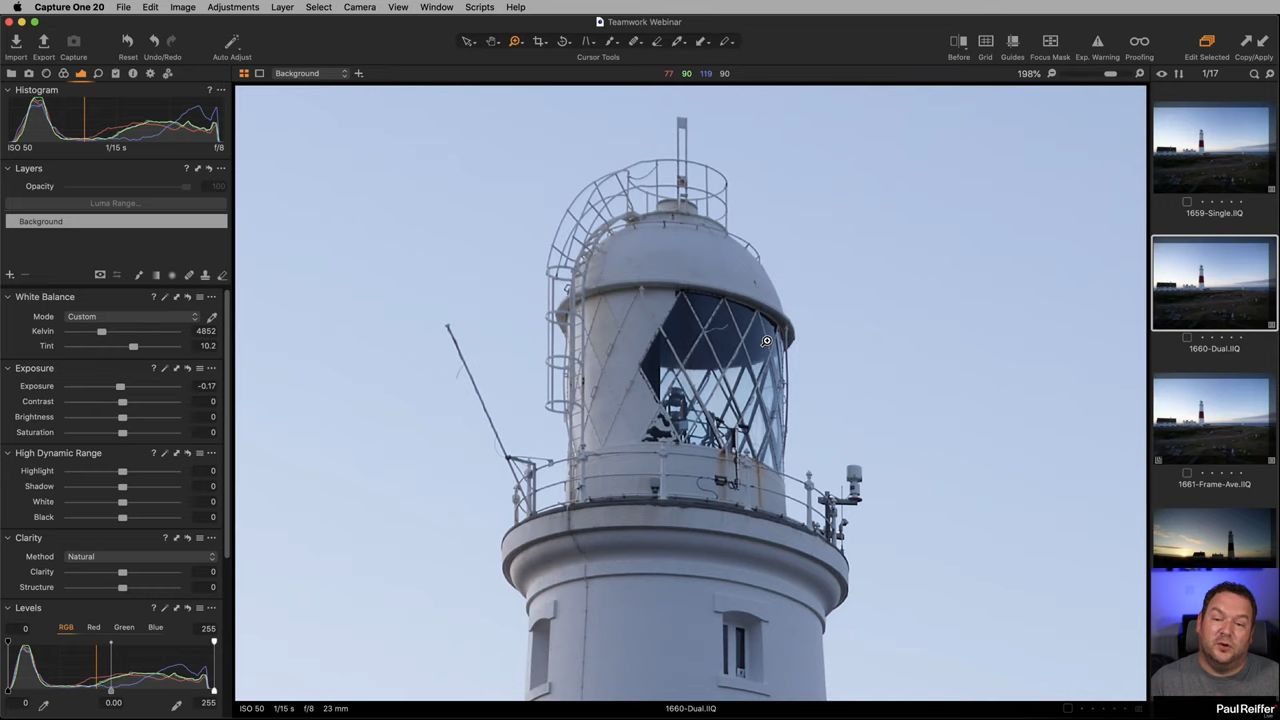 Capture One 20 File Edit Image Adjustments Layer Select Camera View Window Scripts Help
Teamwork Webinar
Import Export Capture Reset Undo/Redo Auto Adjust Cursor Tools Before Grid Guides Focus Mask Exp. Warning Proofing Edit Selected Copy/Apply
Background 77 90 119 90 198% 1/17
Histogram
ISO 50 1/15 s f/8
Layers
Opacity 100
Luma Range...
Background
White Balance
Mode Custom
Kelvin 4852
Tint 10.2
Exposure
Exposure -0.17
Contrast 0
Brightness 0
Saturation 0
High Dynamic Range
Highlight 0
Shadow 0
White 0
Black 0
Clarity
Method Natural
Clarity 0
Structure 0
Levels
0 RGB Red Green Blue 255
0 0.00 255
ISO 50 1/15 s f/8 23 mm 1660-Dual.IIQ
1659-Single.IIQ
1660-Dual.IIQ
1661-Frame-Ave.IIQ
Paul Reiffer Live